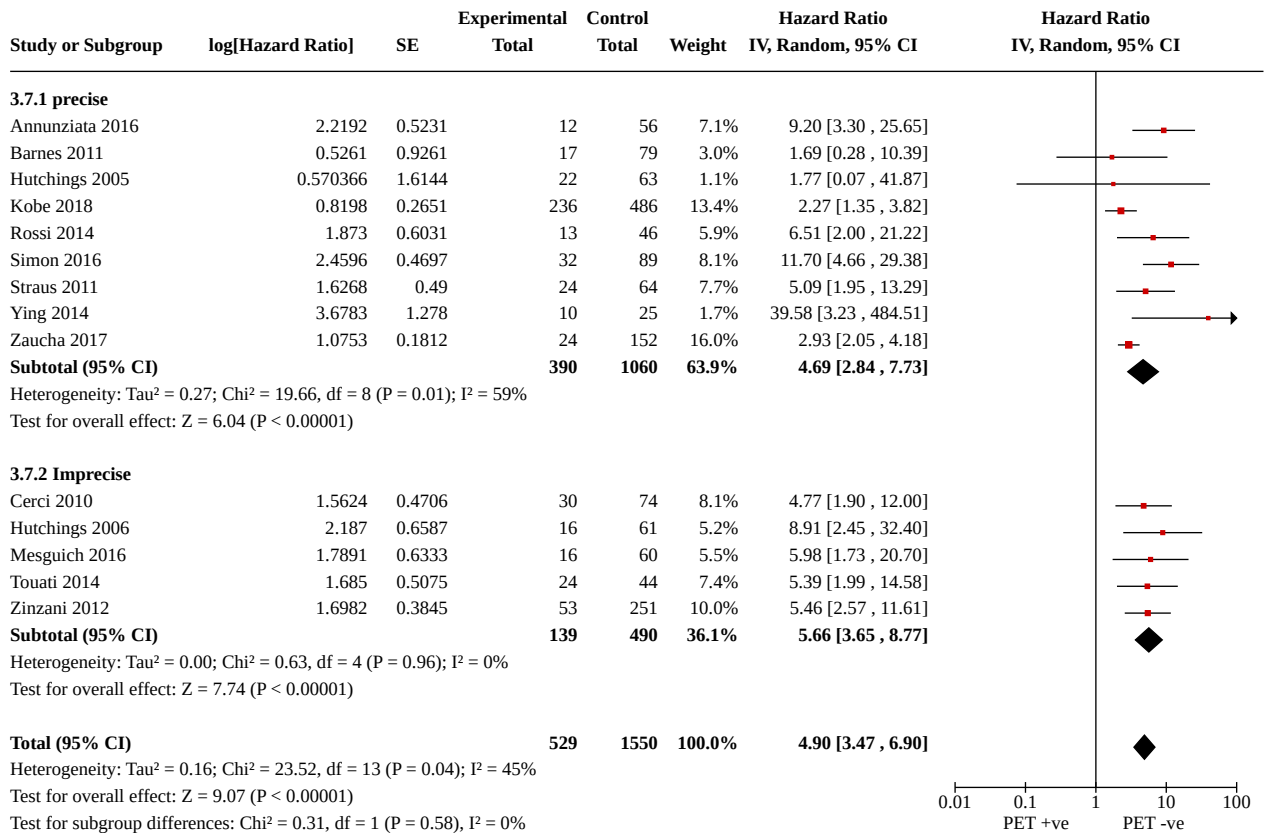 Experimental Control Hazard Ratio Hazard Ratio
Study or Subgroup log[Hazard Ratio] SE Total Total Weight IV, Random, 95% CI IV, Random, 95% CI
3.7.1 precise
Annunziata 2016 2.2192 0.5231 12 56 7.1% 9.20 [3.30 , 25.65]
Barnes 2011 0.5261 0.9261 17 79 3.0% 1.69 [0.28 , 10.39]
Hutchings 2005 0.570366 1.6144 22 63 1.1% 1.77 [0.07 , 41.87]
Kobe 2018 0.8198 0.2651 236 486 13.4% 2.27 [1.35 , 3.82]
Rossi 2014 1.873 0.6031 13 46 5.9% 6.51 [2.00 , 21.22]
Simon 2016 2.4596 0.4697 32 89 8.1% 11.70 [4.66 , 29.38]
Straus 2011 1.6268 0.49 24 64 7.7% 5.09 [1.95 , 13.29]
Ying 2014 3.6783 1.278 10 25 1.7% 39.58 [3.23 , 484.51]
Zaucha 2017 1.0753 0.1812 24 152 16.0% 2.93 [2.05 , 4.18]
Subtotal (95% CI) 390 1060 63.9% 4.69 [2.84 , 7.73]
Heterogeneity: Tau² = 0.27; Chi² = 19.66, df = 8 (P = 0.01); I² = 59%
Test for overall effect: Z = 6.04 (P < 0.00001)
3.7.2 Imprecise
Cerci 2010 1.5624 0.4706 30 74 8.1% 4.77 [1.90 , 12.00]
Hutchings 2006 2.187 0.6587 16 61 5.2% 8.91 [2.45 , 32.40]
Mesguich 2016 1.7891 0.6333 16 60 5.5% 5.98 [1.73 , 20.70]
Touati 2014 1.685 0.5075 24 44 7.4% 5.39 [1.99 , 14.58]
Zinzani 2012 1.6982 0.3845 53 251 10.0% 5.46 [2.57 , 11.61]
Subtotal (95% CI) 139 490 36.1% 5.66 [3.65 , 8.77]
Heterogeneity: Tau² = 0.00; Chi² = 0.63, df = 4 (P = 0.96); I² = 0%
Test for overall effect: Z = 7.74 (P < 0.00001)
Total (95% CI) 529 1550 100.0% 4.90 [3.47 , 6.90]
Heterogeneity: Tau² = 0.16; Chi² = 23.52, df = 13 (P = 0.04); I² = 45%
Test for overall effect: Z = 9.07 (P < 0.00001)
0.01 0.1 1 10 100
Test for subgroup differences: Chi² = 0.31, df = 1 (P = 0.58), I² = 0%
PET +ve PET -ve